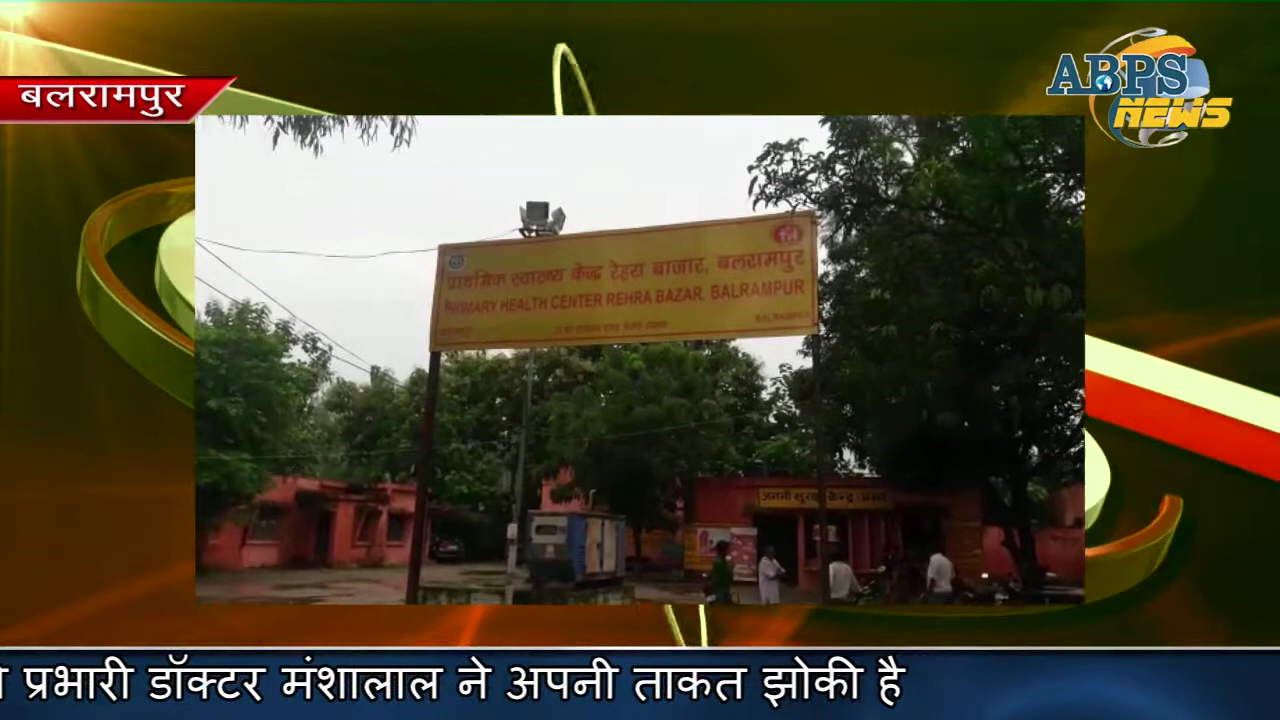 ABPS
NEWS
बलरामपुर
प्राथमिक स्वास्थ्य केन्द्र रेहरा बाजार, बलरामपुर
PRIMARY HEALTH CENTER REHRA BAZAR, BALRAMPUR
BALRAMPUR
जननी सुरक्षा केन्द्र
प्रभारी डॉक्टर मंशालाल ने अपनी ताकत झोकी है